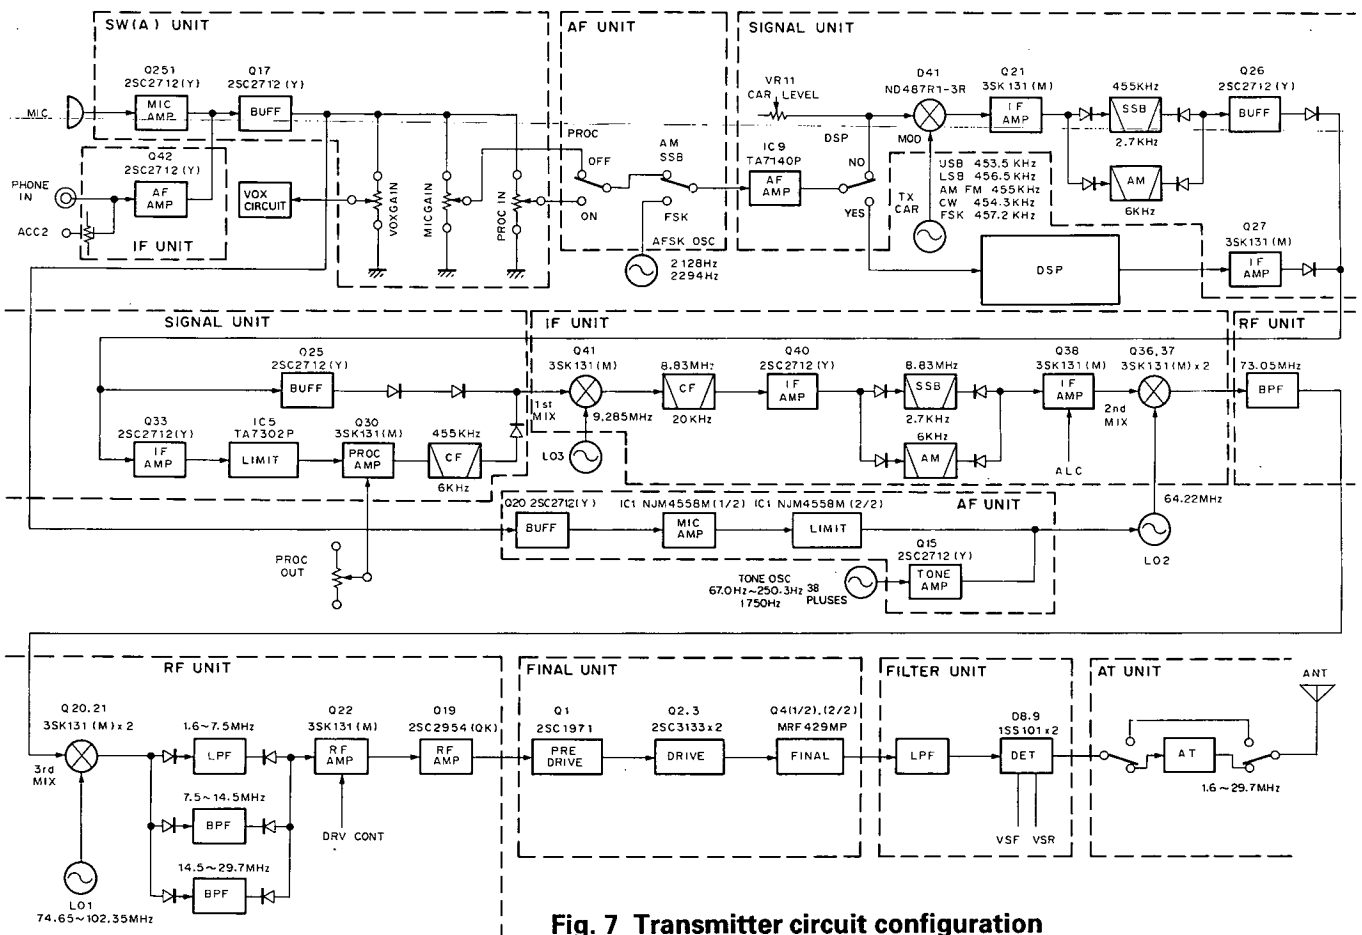 SW(A) UNIT
AF UNIT
SIGNAL UNIT
MIC
Q251
2SC2712(Y)
MIC
AMP
Q17
2SC2712(Y)
BUFF
PHONE
IN
ACC2
Q42
2SC2712(Y)
AF
AMP
IF UNIT
VOX
CIRCUIT
VOXGAIN
MICGAIN
PROC IN
PROC
OFF
ON
AM
SSB
FSK
AFSK OSC
2128Hz
2294Hz
VR11
CAR LEVEL
DSP
NO
YES
IC9
TA7140P
AF
AMP
D41
ND487R1-3R
MOD
TX
CAR
USB 453.5 KHz
LSB 456.5 KHz
AM FM 455KHz
CW 454.3 KHz
FSK 457.2 KHz
Q21
3SK131(M)
IF
AMP
455KHz
SSB
2.7KHz
AM
6KHz
Q26
2SC2712(Y)
BUFF
DSP
Q27
3SK131(M)
IF
AMP
SIGNAL UNIT
IF UNIT
RF UNIT
Q25
2SC2712(Y)
BUFF
Q33
2SC2712(Y)
IF
AMP
IC5
TA7302P
LIMIT
Q30
3SK131(M)
PROC
AMP
455KHz
CF
6KHz
1st
MIX
Q41
3SK131(M)
9.285MHz
LO3
8.83MHz
CF
20KHz
Q40
2SC2712(Y)
IF
AMP
8.83MHz
SSB
2.7KHz
6KHz
AM
Q38
3SK131(M)
IF
AMP
ALC
2nd
MIX
Q36,37
3SK131(M)×2
73.05MHz
BPF
64.22MHz
LO2
PROC
OUT
Q20 2SC2712(Y)
BUFF
IC1 NJM4558M(1/2)
MIC
AMP
IC1 NJM4558M(2/2)
LIMIT
AF UNIT
Q15
2SC2712(Y)
TONE
AMP
TONE OSC
67.0Hz~250.3Hz 38
1750Hz PLUSES
RF UNIT
FINAL UNIT
FILTER UNIT
AT UNIT
Q20.21
3SK131(M)×2
3rd
MIX
LO1
74.65~102.35MHz
1.6~7.5MHz
LPF
7.5~14.5MHz
BPF
14.5~29.7MHz
BPF
Q22
3SK131(M)
RF
AMP
DRV CONT
Q19
2SC2954(QK)
RF
AMP
Q1
2SC1971
PRE
DRIVE
Q2.3
2SC3133×2
DRIVE
Q4(1/2).(2/2)
MRF429MP
FINAL
LPF
D8.9
1SS101×2
DET
VSF VSR
AT
1.6~29.7MHz
ANT
Fig. 7 Transmitter circuit configuration